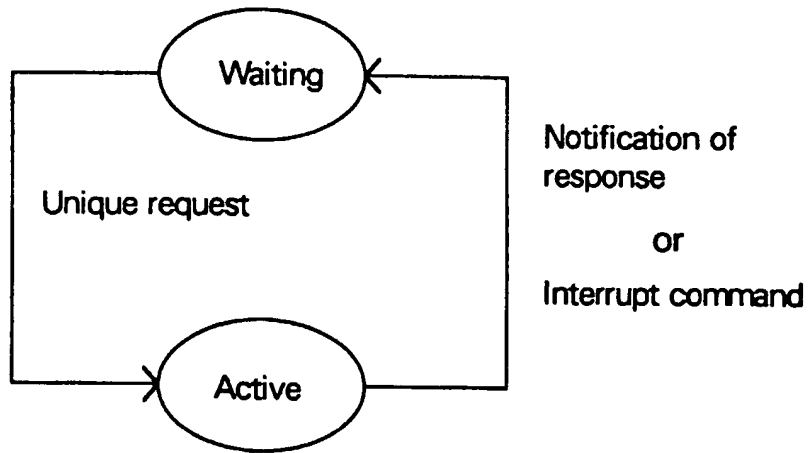 Waiting
Notification of
response
Unique request
or
Interrupt command
Active